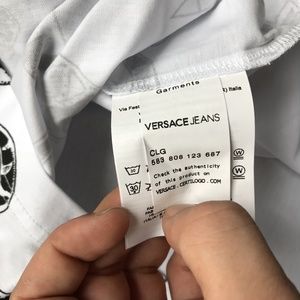 Garments
Via Fest
) Italia
VERSACE JEANS
CLG
583 808 123 687
Check the authenticity
of this product on
VERSACE.CERTILOGO.COM
30
W
W